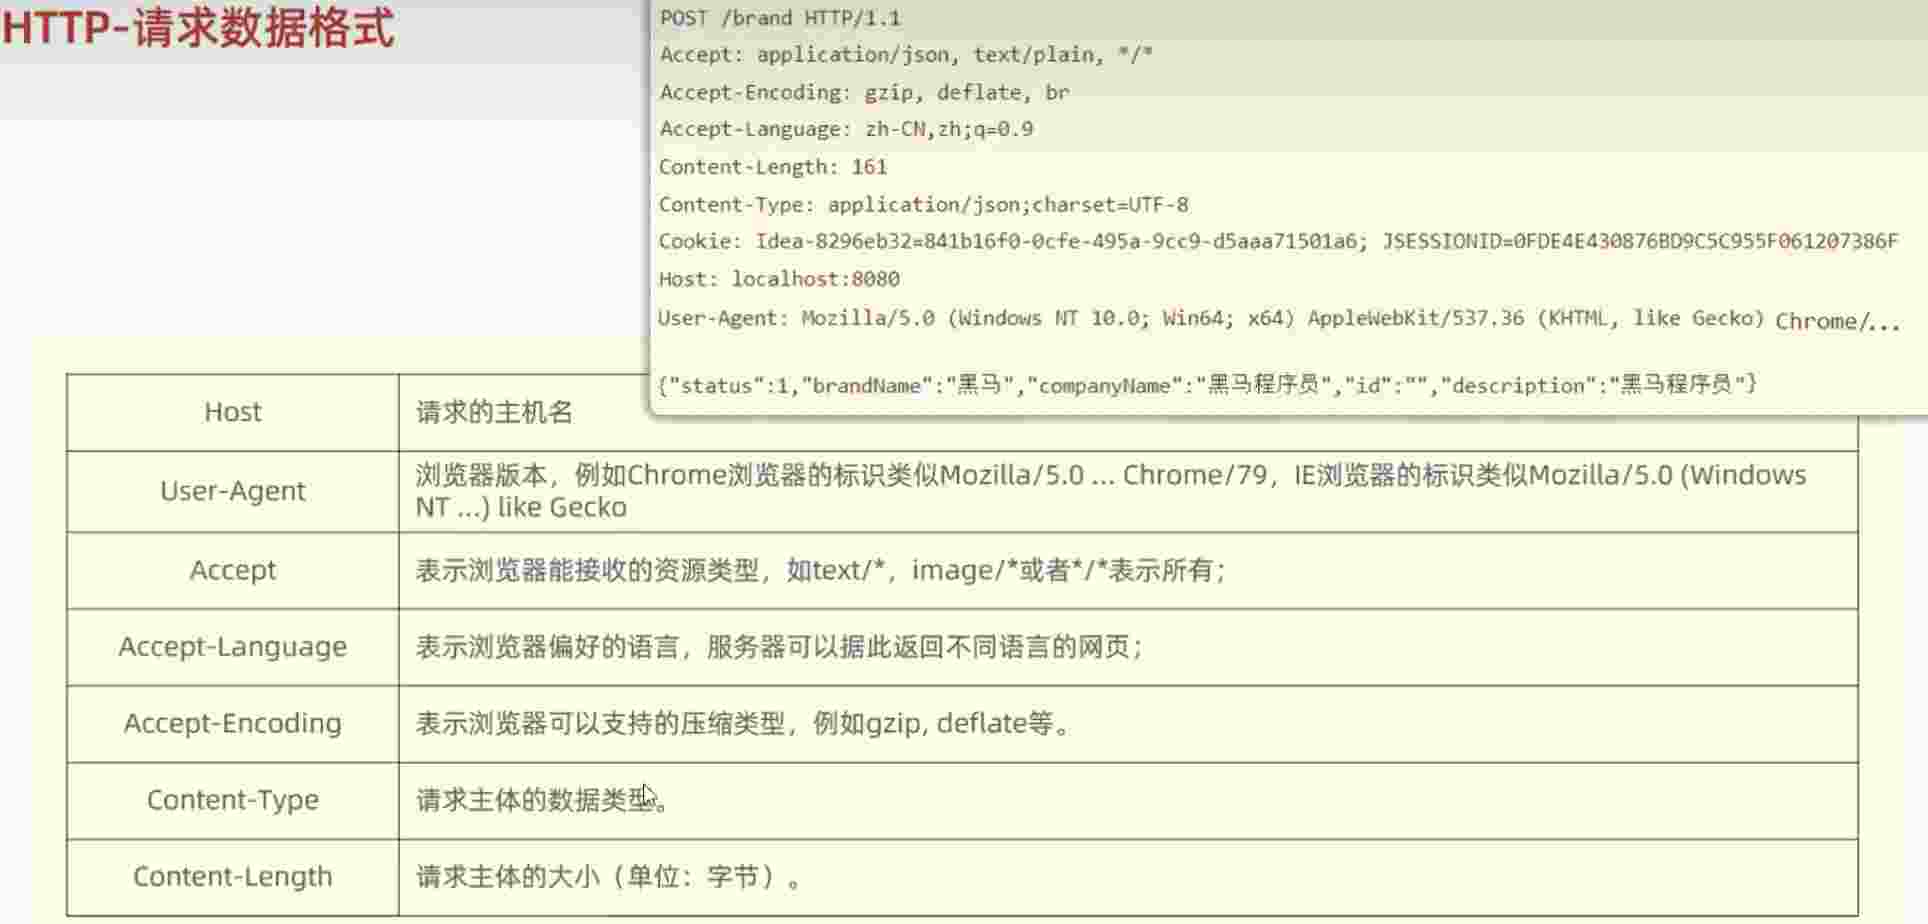 HTTP-请求数据格式
POST /brand HTTP/1.1
Accept: application/json, text/plain, */*
Accept-Encoding: gzip, deflate, br
Accept-Language: zh-CN,zh;q=0.9
Content-Length: 161
Content-Type: application/json;charset=UTF-8
Cookie: Idea-8296eb32=841b16f0-0cfe-495a-9cc9-d5aaa71501a6; JSESSIONID=0FDE4E430876BD9C5C955F061207386F
Host: localhost:8080
User-Agent: Mozilla/5.0 (Windows NT 10.0; Win64; x64) AppleWebKit/537.36 (KHTML, like Gecko) Chrome/...
{"status":1,"brandName":"黑马","companyName":"黑马程序员","id":"","description":"黑马程序员"}
Host 请求的主机名
User-Agent 浏览器版本，例如Chrome浏览器的标识类似Mozilla/5.0 ... Chrome/79，IE浏览器的标识类似Mozilla/5.0 (Windows
NT ...) like Gecko
Accept 表示浏览器能接收的资源类型，如text/*，image/*或者*/*表示所有；
Accept-Language 表示浏览器偏好的语言，服务器可以据此返回不同语言的网页；
Accept-Encoding 表示浏览器可以支持的压缩类型，例如gzip, deflate等。
Content-Type 请求主体的数据类型。
Content-Length 请求主体的大小（单位：字节）。